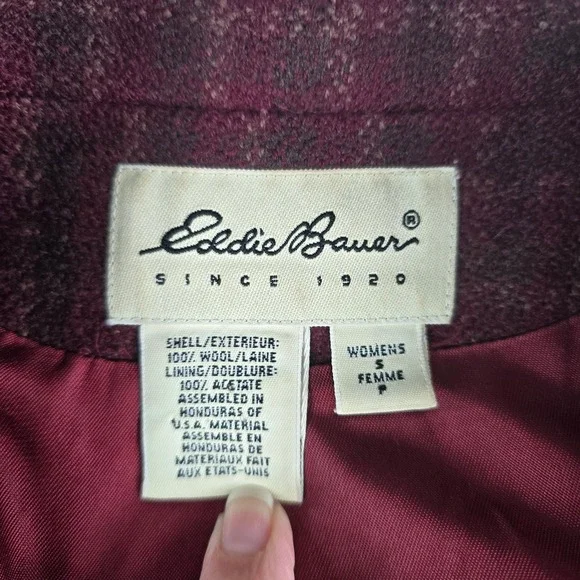 Eddie Bauer®
SINCE 1920
SHELL/EXTERIEUR:
100% WOOL/LAINE
LINING/DOUBLURE:
100% ACETATE
ASSEMBLED IN
HONDURAS OF
U.S.A. MATERIAL
ASSEMBLE EN
HONDURAS DE
MATERIAUX FAIT
AUX ETATS-UNIS
WOMENS
S
FEMME
P